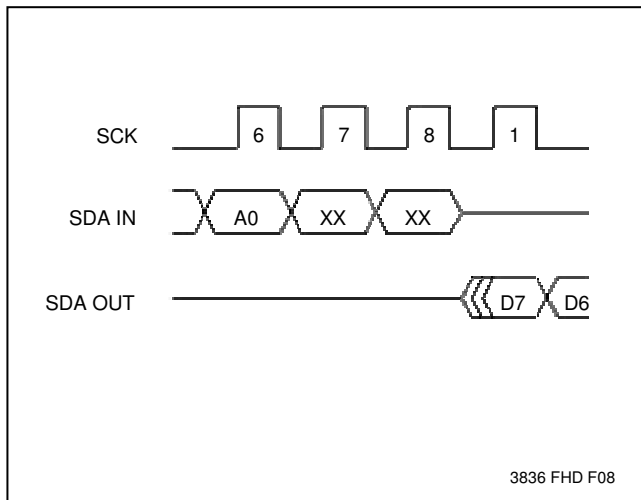 SCK 6 7 8 1
SDA IN A0 XX XX
SDA OUT D7 D6
3836 FHD F08